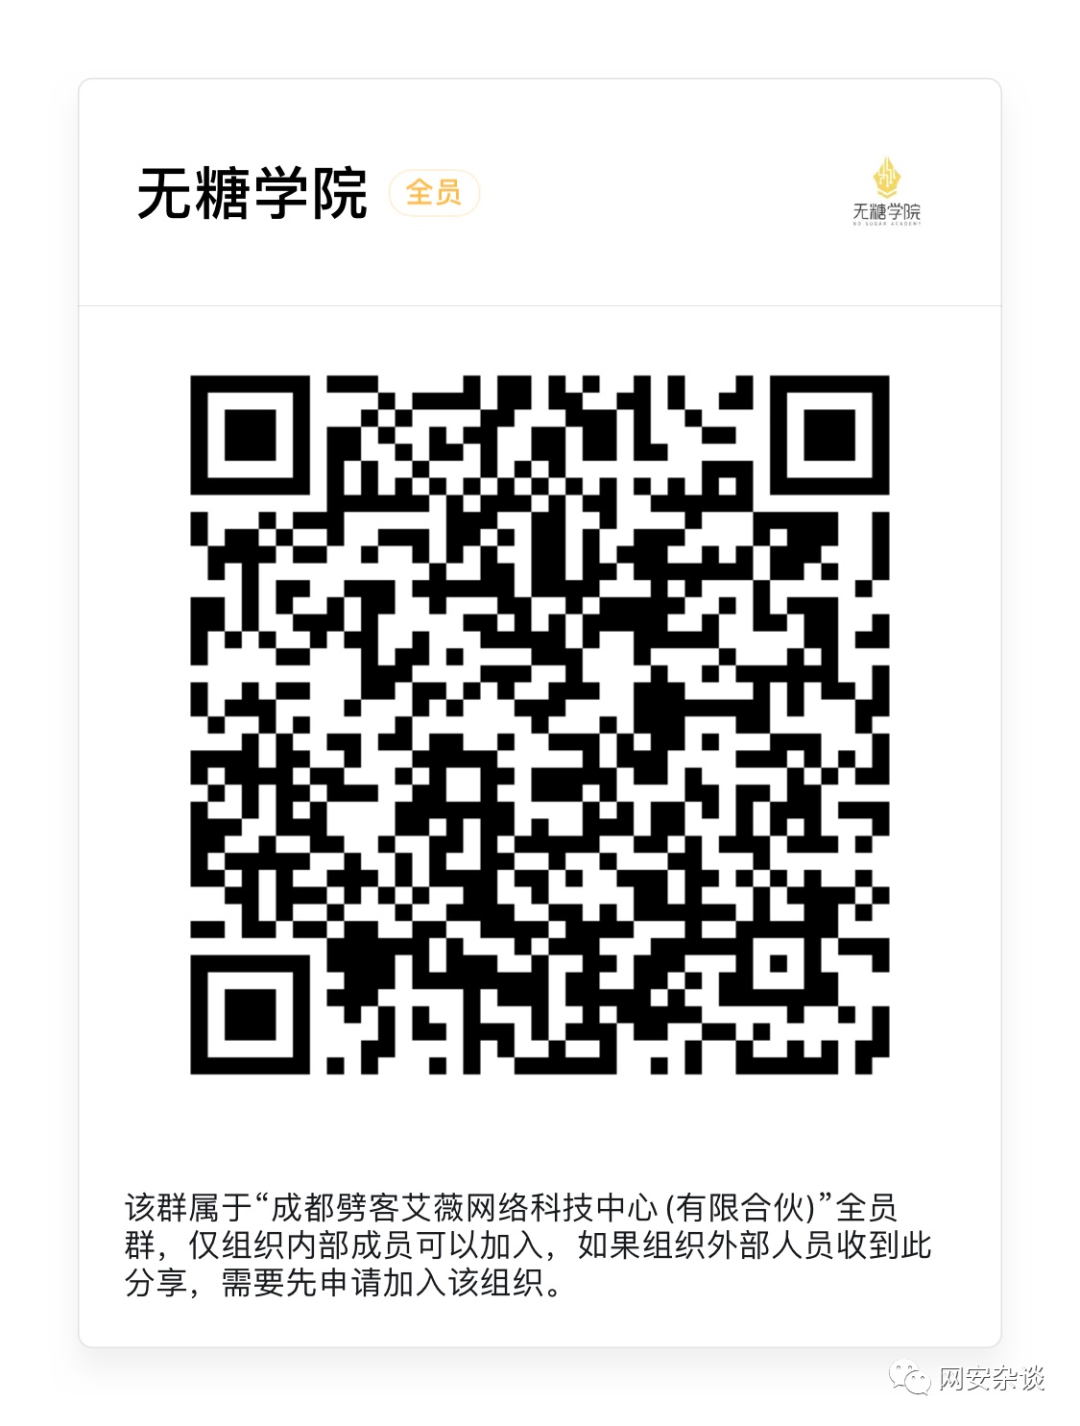 无糖学院 全员
无糖学院
NO SUGAR ACADEMY
该群属于“成都劈客艾薇网络科技中心(有限合伙)”全员
群，仅组织内部成员可以加入，如果组织外部人员收到此
分享，需要先申请加入该组织。
网安杂谈